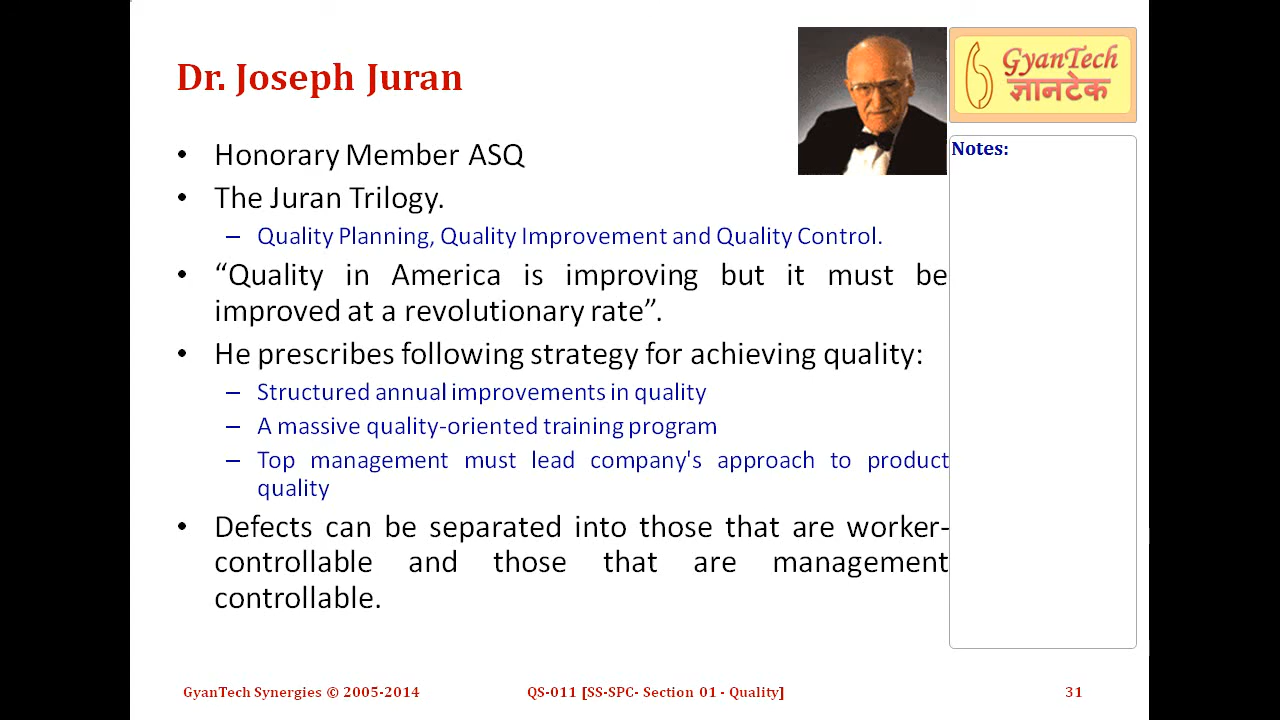 Dr. Joseph Juran
GyanTech
ज्ञानटेक
Notes:
• Honorary Member ASQ
• The Juran Trilogy.
– Quality Planning, Quality Improvement and Quality Control.
• “Quality in America is improving but it must be
improved at a revolutionary rate”.
• He prescribes following strategy for achieving quality:
– Structured annual improvements in quality
– A massive quality-oriented training program
– Top management must lead company's approach to product
quality
• Defects can be separated into those that are worker-
controllable and those that are management
controllable.
GyanTech Synergies © 2005-2014
QS-011 [SS-SPC- Section 01 - Quality]
31